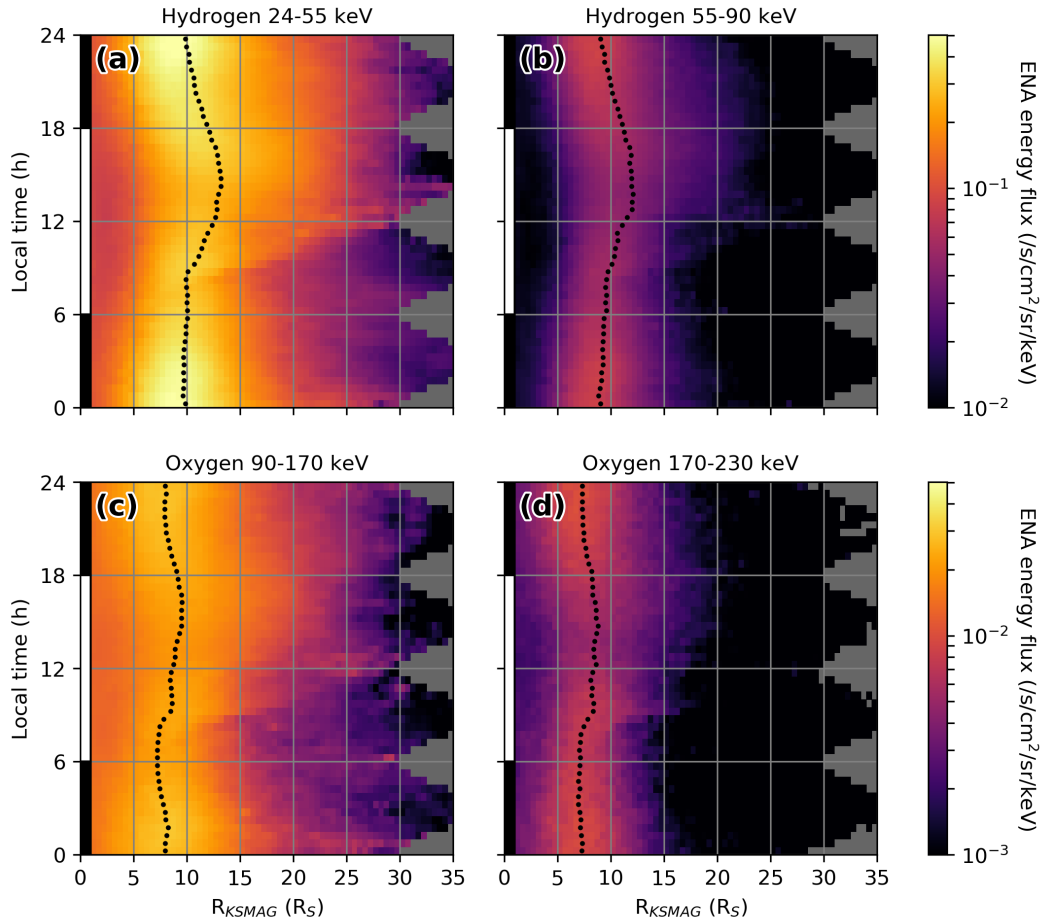 Hydrogen 24-55 keV
Hydrogen 55-90 keV
(a)
(b)
24
18
12
6
0
Local time (h)
10⁻¹
10⁻²
ENA energy flux (/s/cm²/sr/keV)
Oxygen 90-170 keV
Oxygen 170-230 keV
(c)
(d)
24
18
12
6
0
Local time (h)
0 5 10 15 20 25 30 35
0 5 10 15 20 25 30 35
R_KSMAG (R_S)
R_KSMAG (R_S)
10⁻²
10⁻³
ENA energy flux (/s/cm²/sr/keV)